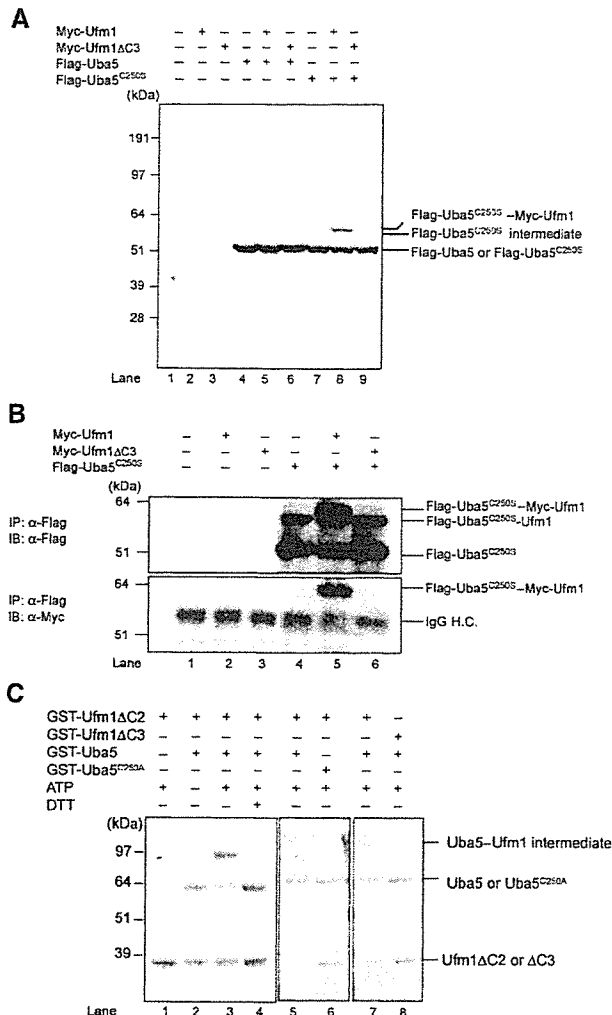 A
Myc-Ufm1 – + – – + – – + –
Myc-Ufm1ΔC3 – – + – – + – – +
Flag-Uba5 – – – + + + – – –
Flag-Uba5C250S – – – – – – + + +
(kDa)
191
97
64
51
39
28
Flag-Uba5C250S –Myc-Ufm1
Flag-Uba5C250S intermediate
Flag-Uba5 or Flag-Uba5C250S
Lane 1 2 3 4 5 6 7 8 9
B
Myc-Ufm1 – + – – + –
Myc-Ufm1ΔC3 – – + – – +
Flag-Uba5C250S – – – + + +
(kDa)
64
51
IP: α-Flag
IB: α-Flag
Flag-Uba5C250S–Myc-Ufm1
Flag-Uba5C250S-Ufm1
Flag-Uba5C250S
64
51
IP: α-Flag
IB: α-Myc
Flag-Uba5C250S–Myc-Ufm1
IgG H.C.
Lane 1 2 3 4 5 6
C
GST-Ufm1ΔC2 + + + + + + + –
GST-Ufm1ΔC3 – – – – – – – +
GST-Uba5 – + + + + – + +
GST-Uba5C250A – – – – – + – –
ATP + – + + + + + +
DTT – – – + – – – –
(kDa)
97
64
51
39
Uba5–Ufm1 intermediate
Uba5 or Uba5C250A
Ufm1ΔC2 or ΔC3
Lane 1 2 3 4 5 6 7 8